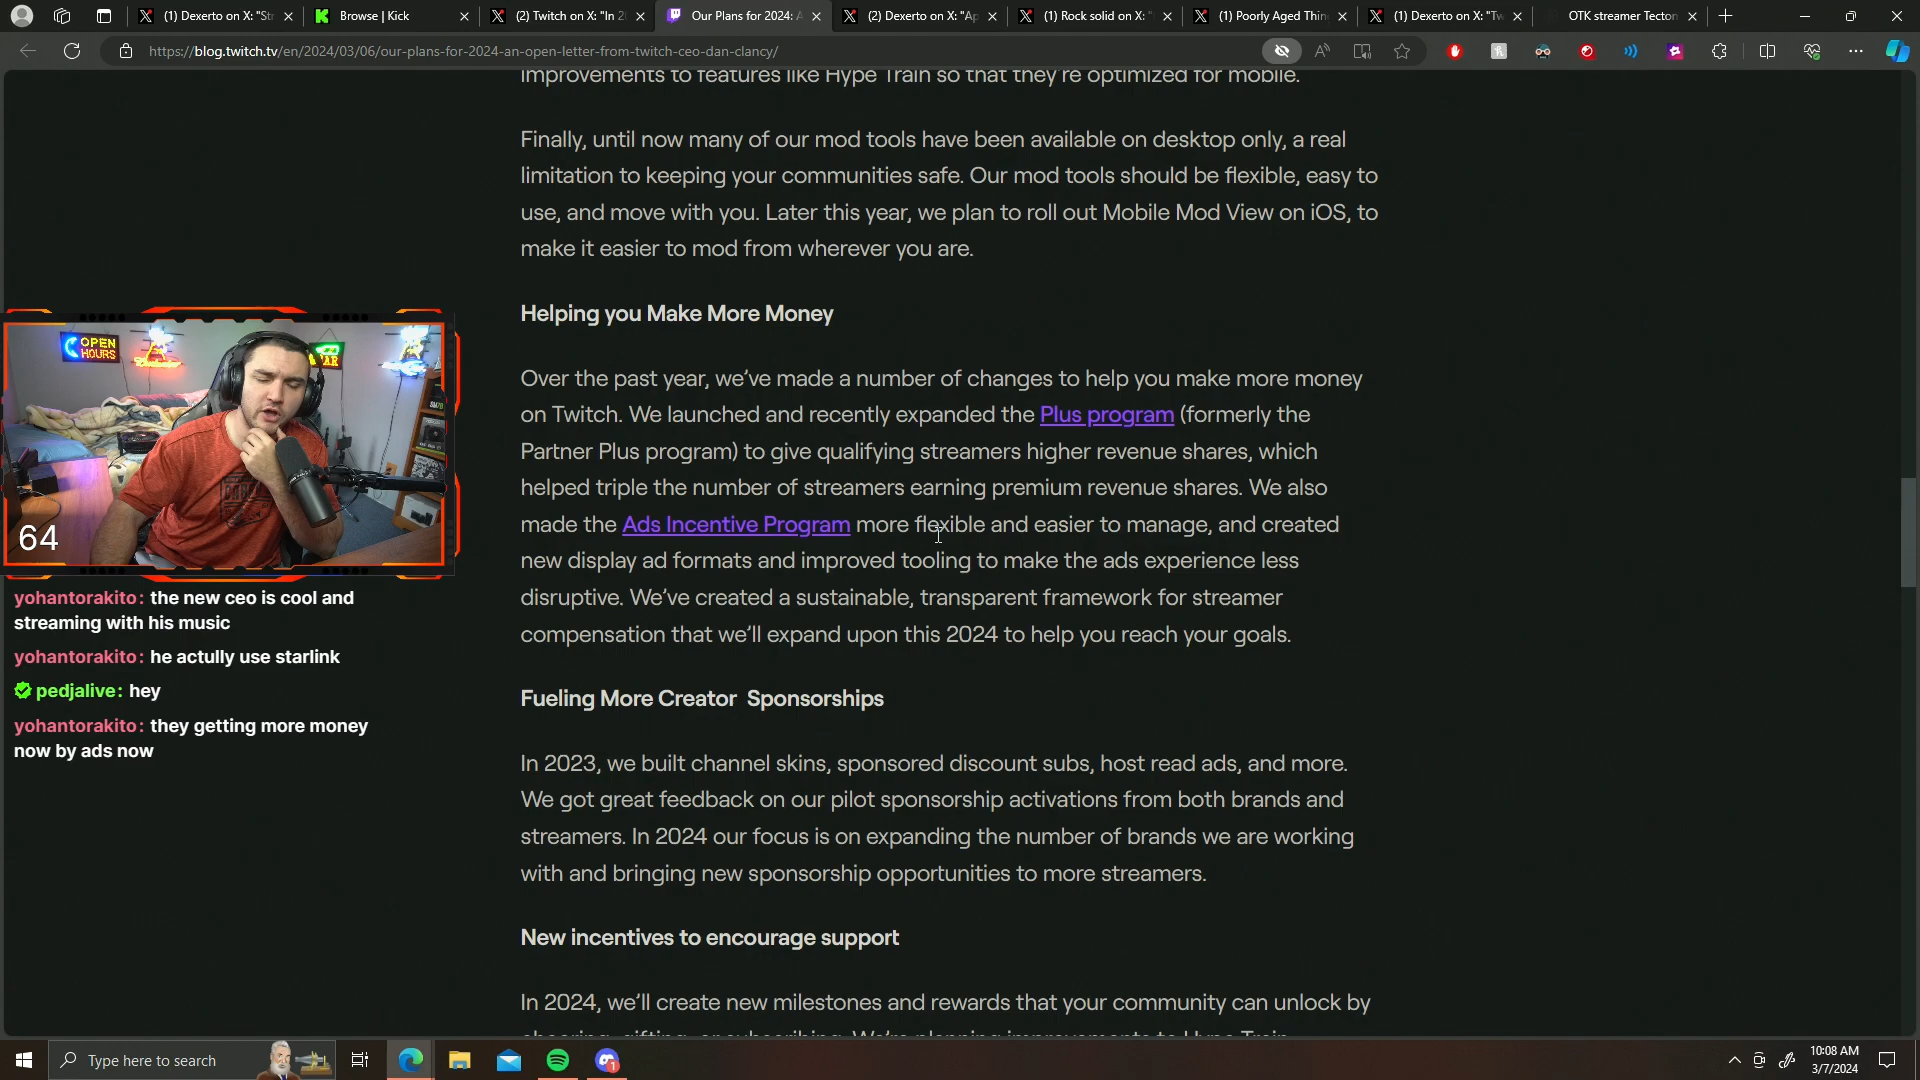 (1) Dexerto on X: "Str
Browse | Kick
(2) Twitch on X: "In 2
Our Plans for 2024: A
(2) Dexerto on X: "Ap
(1) Rock solid on X: "
(1) Poorly Aged Thin
(1) Dexerto on X: "Tw
OTK streamer Tecton
https://blog.twitch.tv/en/2024/03/06/our-plans-for-2024-an-open-letter-from-twitch-ceo-dan-clancy/
improvements to features like Hype Train so that they're optimized for mobile.
Finally, until now many of our mod tools have been available on desktop only, a real
limitation to keeping your communities safe. Our mod tools should be flexible, easy to
use, and move with you. Later this year, we plan to roll out Mobile Mod View on iOS, to
make it easier to mod from wherever you are.
Helping you Make More Money
Over the past year, we've made a number of changes to help you make more money
on Twitch. We launched and recently expanded the Plus program (formerly the
Partner Plus program) to give qualifying streamers higher revenue shares, which
helped triple the number of streamers earning premium revenue shares. We also
made the Ads Incentive Program more flexible and easier to manage, and created
new display ad formats and improved tooling to make the ads experience less
disruptive. We've created a sustainable, transparent framework for streamer
compensation that we'll expand upon this 2024 to help you reach your goals.
Fueling More Creator Sponsorships
In 2023, we built channel skins, sponsored discount subs, host read ads, and more.
We got great feedback on our pilot sponsorship activations from both brands and
streamers. In 2024 our focus is on expanding the number of brands we are working
with and bringing new sponsorship opportunities to more streamers.
New incentives to encourage support
In 2024, we'll create new milestones and rewards that your community can unlock by
cheering, gifting, or subscribing. We're planning improvements to Hype Train
OPEN
HOURS
64
yohantorakito: the new ceo is cool and
streaming with his music
yohantorakito: he actully use starlink
pedjalive: hey
yohantorakito: they getting more money
now by ads now
Type here to search
10:08 AM
3/7/2024